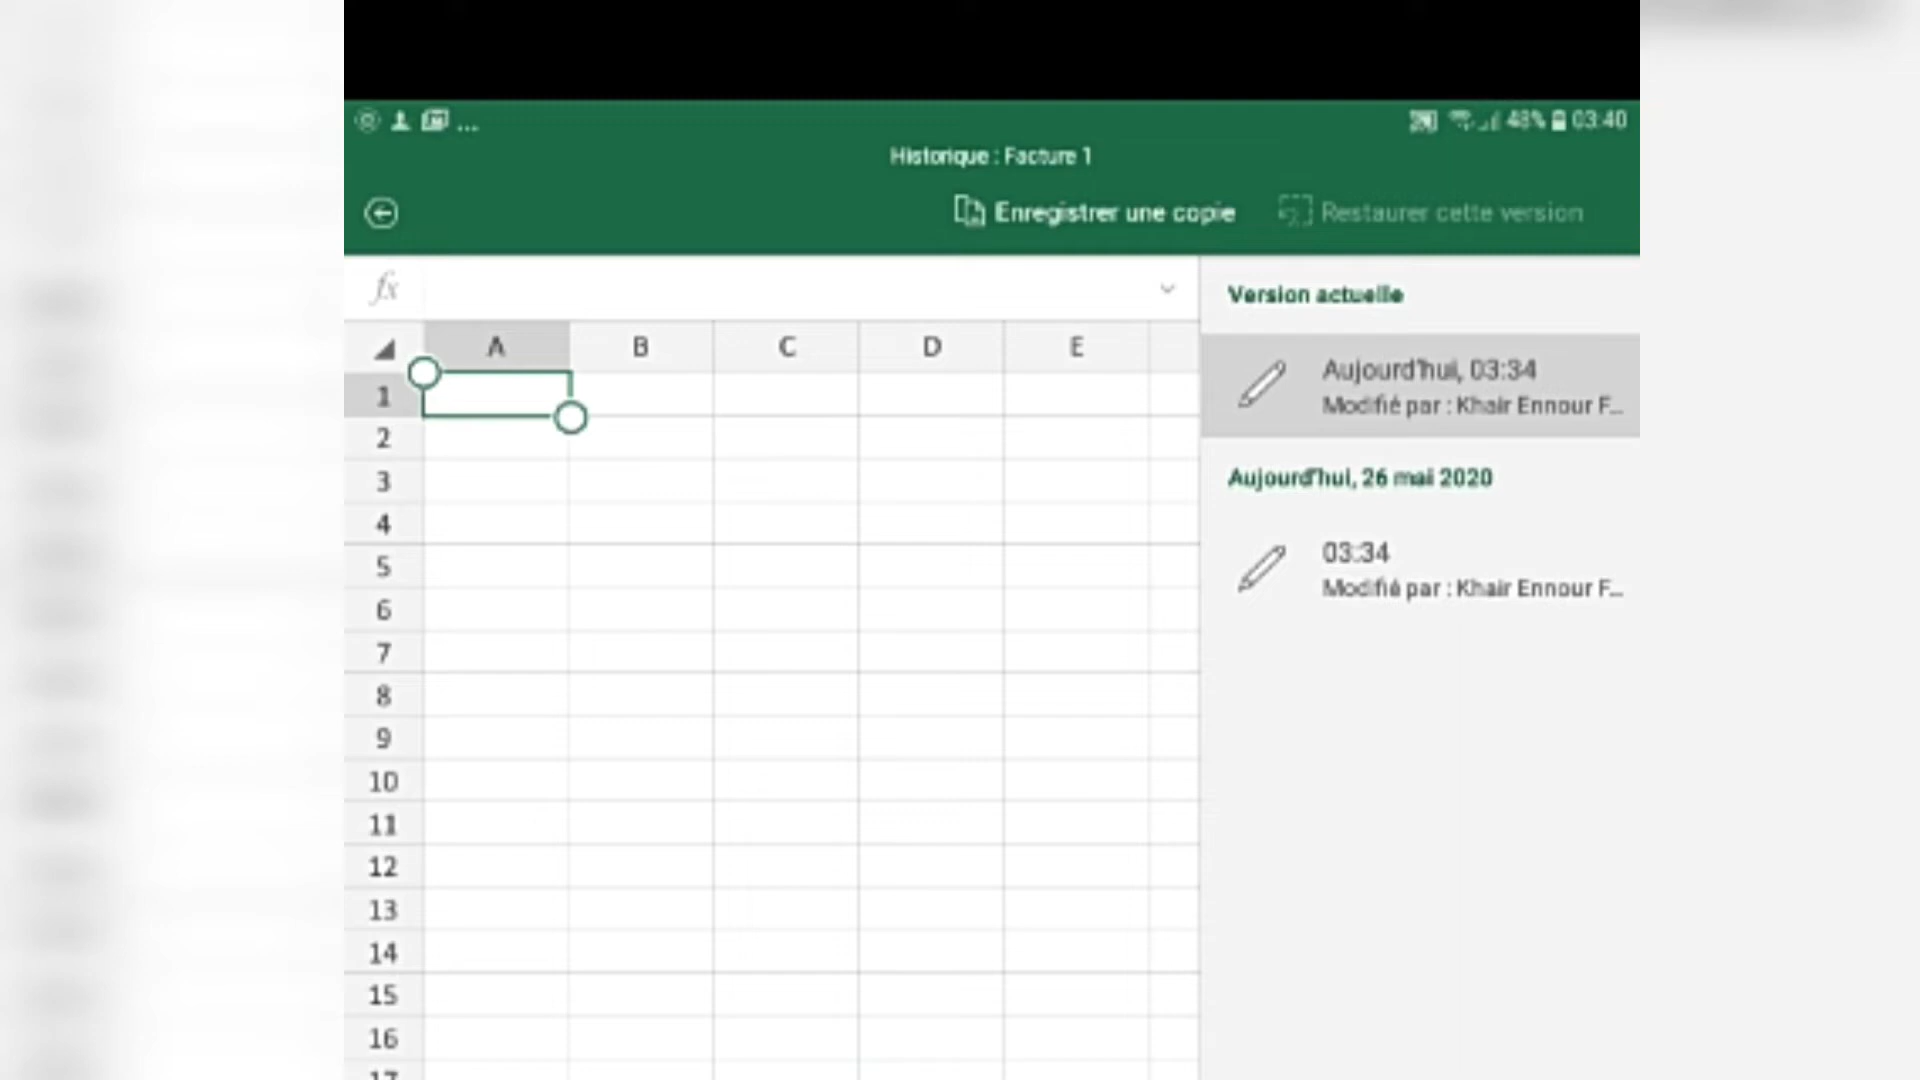 ... 48% 03:40
Historique : Facture 1
Enregistrer une copie Restaurer cette version
fx
Version actuelle
A B C D E
Aujourd'hui, 03:34
Modifié par : Khair Ennour F...
1
2
Aujourd'hui, 26 mai 2020
3
4
03:34
5
Modifié par : Khair Ennour F...
6
7
8
9
10
11
12
13
14
15
16
17